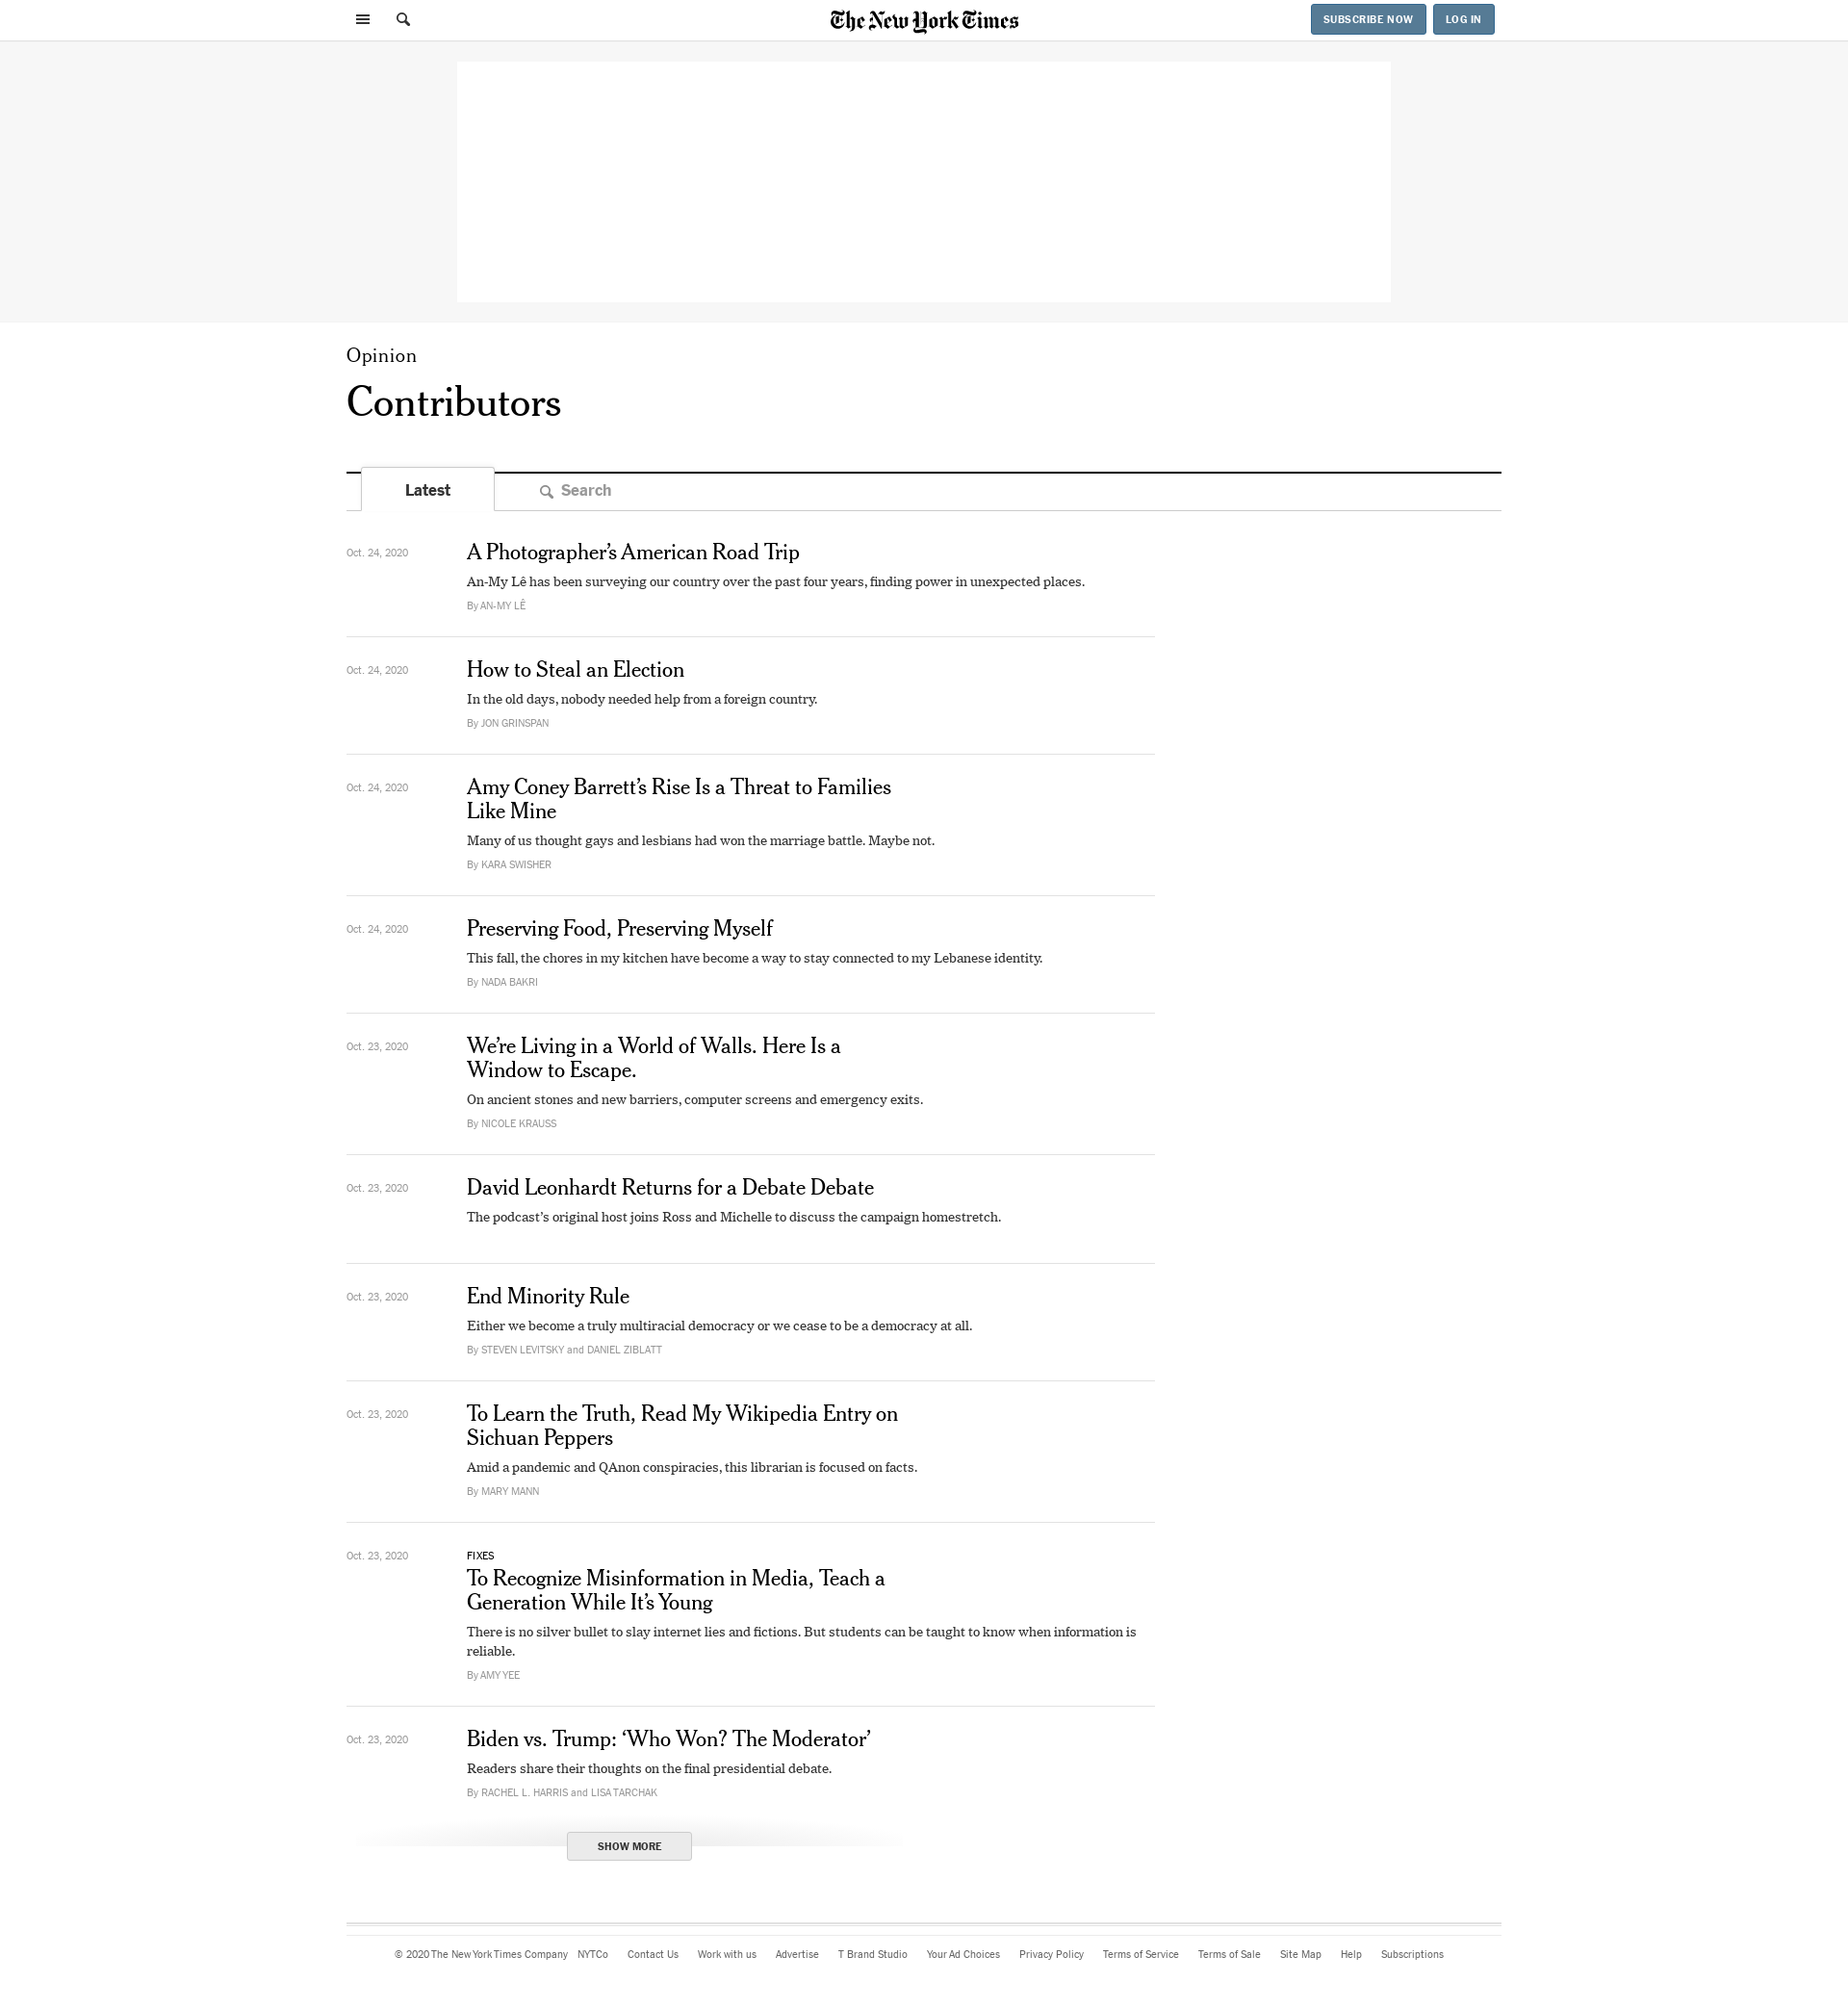 The New York Times
SUBSCRIBE NOW
LOG IN
Opinion
Contributors
Latest
Search
Oct. 24, 2020
A Photographer’s American Road Trip
An-My Lê has been surveying our country over the past four years, finding power in unexpected places.
By AN-MY LÊ
Oct. 24, 2020
How to Steal an Election
In the old days, nobody needed help from a foreign country.
By JON GRINSPAN
Oct. 24, 2020
Amy Coney Barrett’s Rise Is a Threat to Families
Like Mine
Many of us thought gays and lesbians had won the marriage battle. Maybe not.
By KARA SWISHER
Oct. 24, 2020
Preserving Food, Preserving Myself
This fall, the chores in my kitchen have become a way to stay connected to my Lebanese identity.
By NADA BAKRI
Oct. 23, 2020
We’re Living in a World of Walls. Here Is a
Window to Escape.
On ancient stones and new barriers, computer screens and emergency exits.
By NICOLE KRAUSS
Oct. 23, 2020
David Leonhardt Returns for a Debate Debate
The podcast’s original host joins Ross and Michelle to discuss the campaign homestretch.
Oct. 23, 2020
End Minority Rule
Either we become a truly multiracial democracy or we cease to be a democracy at all.
By STEVEN LEVITSKY and DANIEL ZIBLATT
Oct. 23, 2020
To Learn the Truth, Read My Wikipedia Entry on
Sichuan Peppers
Amid a pandemic and QAnon conspiracies, this librarian is focused on facts.
By MARY MANN
Oct. 23, 2020
FIXES
To Recognize Misinformation in Media, Teach a
Generation While It’s Young
There is no silver bullet to slay internet lies and fictions. But students can be taught to know when information is
reliable.
By AMY YEE
Oct. 23, 2020
Biden vs. Trump: ‘Who Won? The Moderator’
Readers share their thoughts on the final presidential debate.
By RACHEL L. HARRIS and LISA TARCHAK
SHOW MORE
© 2020 The New York Times Company NYTCo Contact Us Work with us Advertise T Brand Studio Your Ad Choices Privacy Policy Terms of Service Terms of Sale Site Map Help Subscriptions